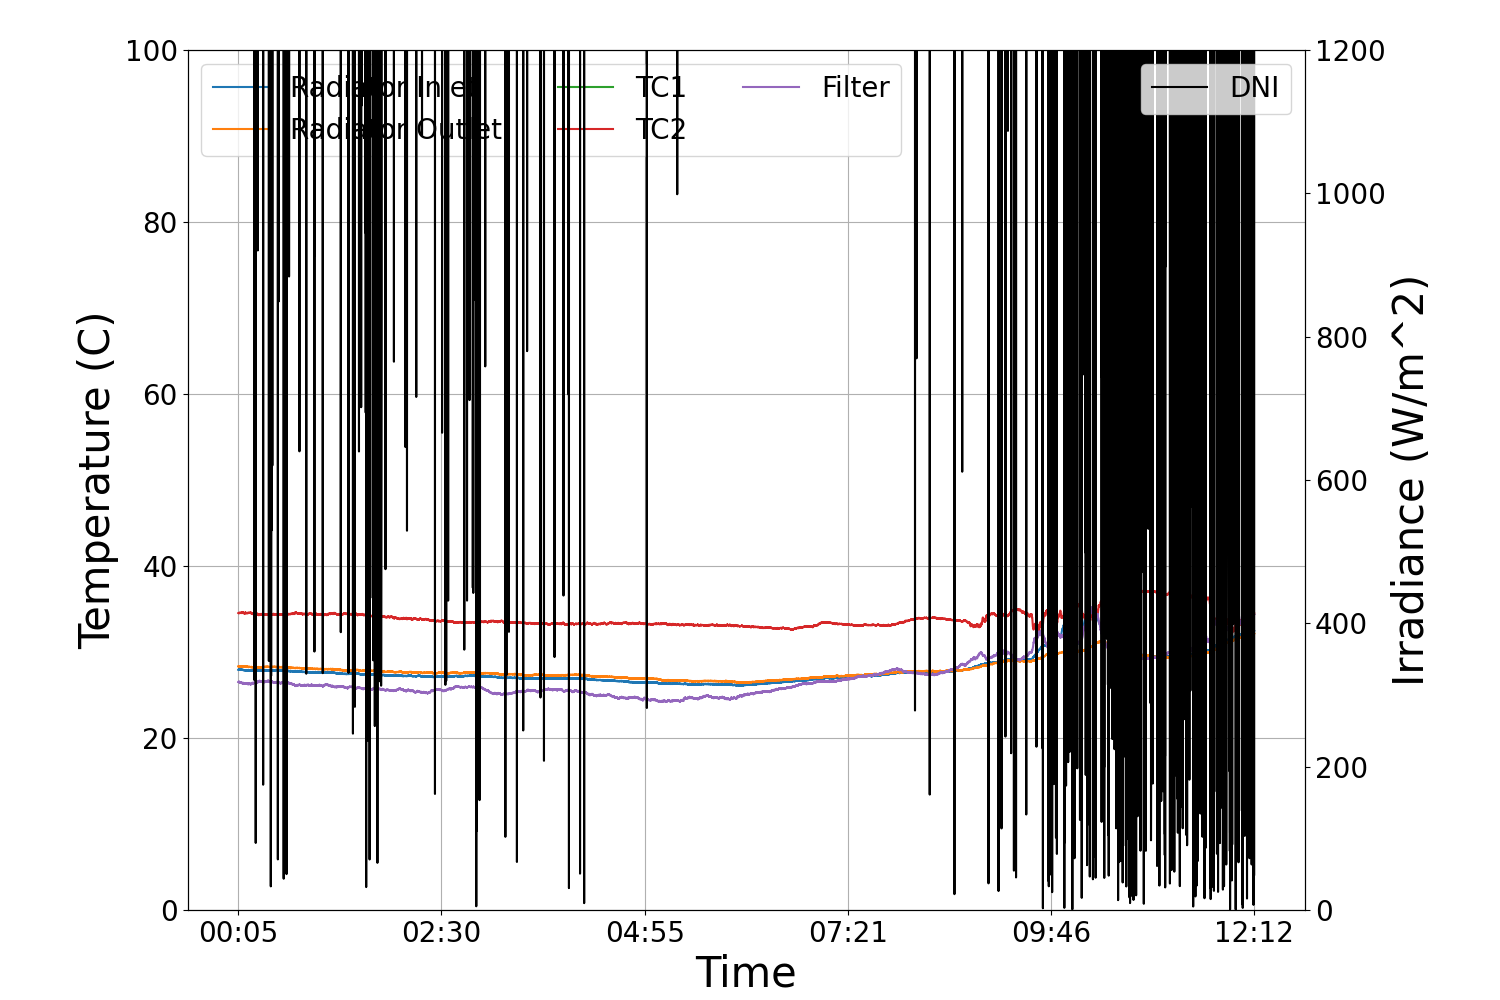 Radiator Inlet
Radiator Outlet
TC1
TC2
Filter
DNI
Temperature (C)
100
80
60
40
20
0
Irradiance (W/m^2)
1200
1000
800
600
400
200
0
00:05 02:30 04:55 07:21 09:46 12:12
Time